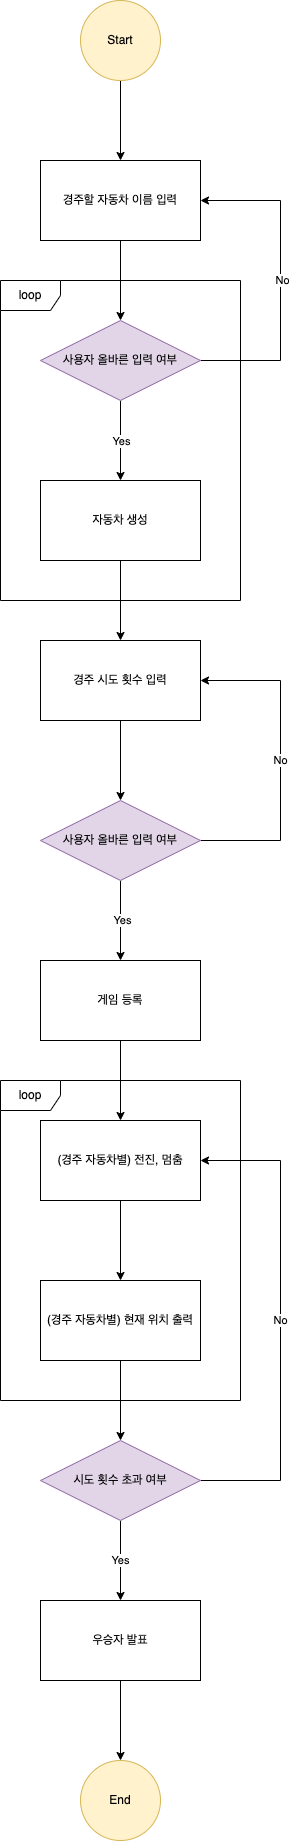 Start
경주할 자동차 이름 입력
No
loop
사용자 올바른 입력 여부
Yes
자동차 생성
경주 시도 횟수 입력
No
사용자 올바른 입력 여부
Yes
게임 등록
loop
(경주 자동차별) 전진, 멈춤
(경주 자동차별) 현재 위치 출력
No
시도 횟수 초과 여부
Yes
우승자 발표
End